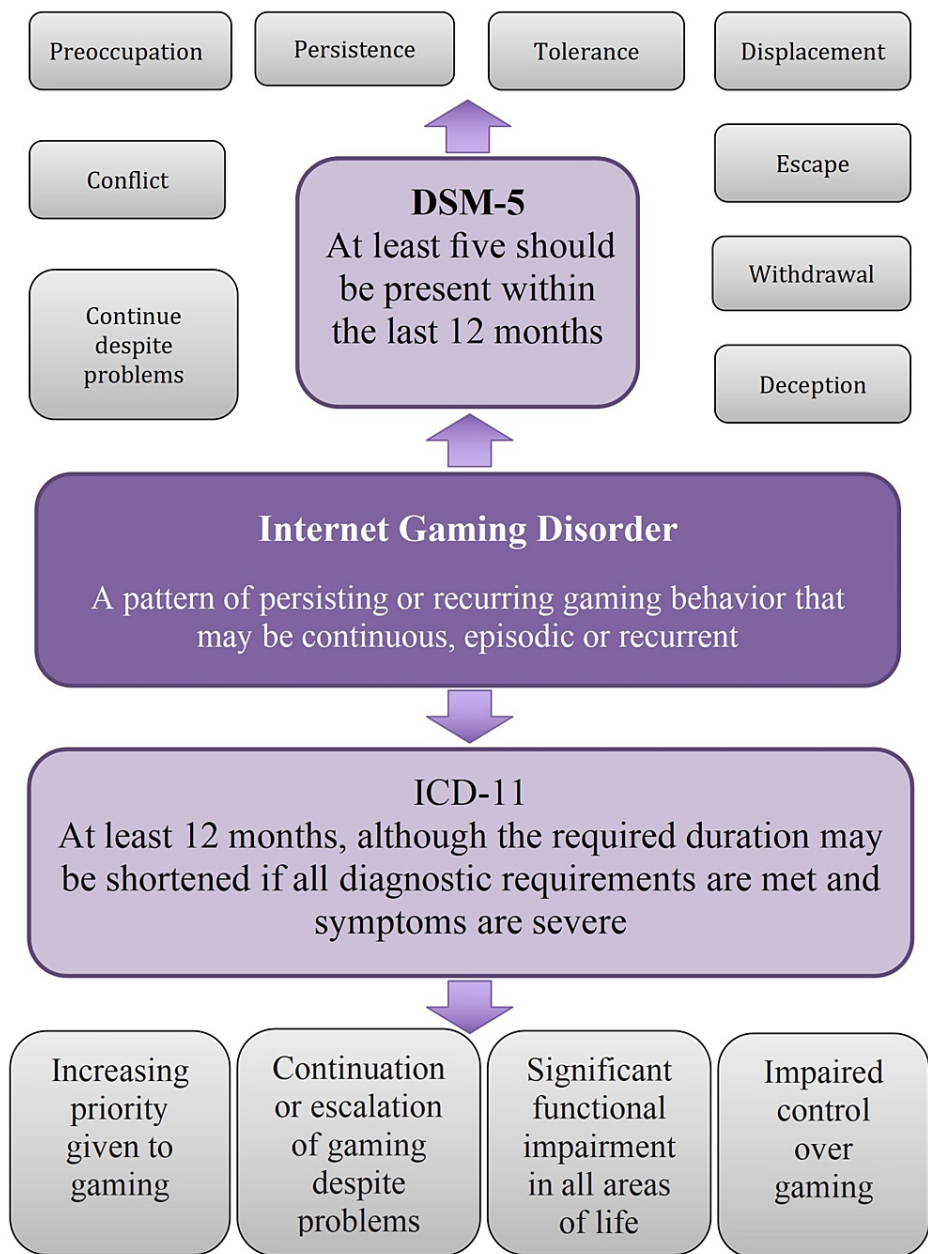 Preoccupation
Persistence
Tolerance
Displacement
Conflict
Escape
Continue
despite
problems
Withdrawal
Deception
DSM-5
At least five should
be present within
the last 12 months
Internet Gaming Disorder
A pattern of persisting or recurring gaming behavior that
may be continuous, episodic or recurrent
ICD-11
At least 12 months, although the required duration may
be shortened if all diagnostic requirements are met and
symptoms are severe
Increasing
priority
given to
gaming
Continuation
or escalation
of gaming
despite
problems
Significant
functional
impairment
in all areas
of life
Impaired
control
over
gaming